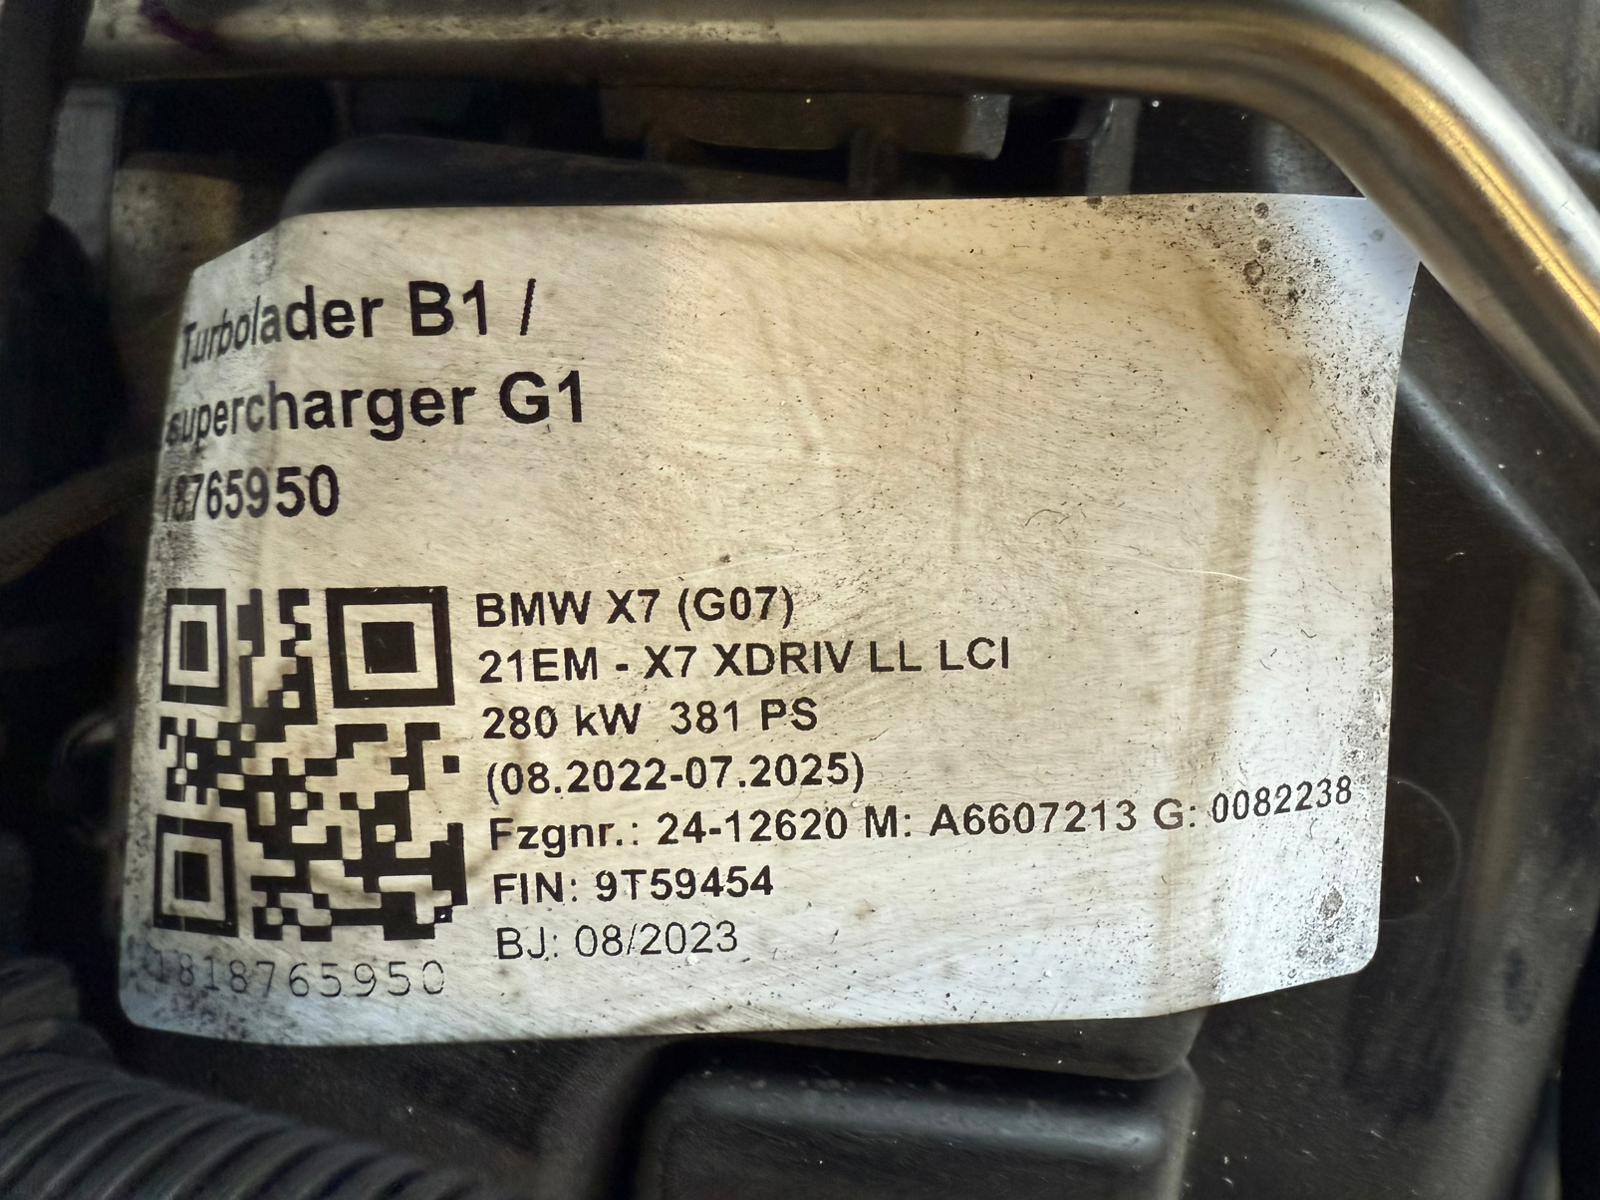 Turbolader B1 /
supercharger G1
18765950
BMW X7 (G07)
21EM - X7 XDRIV LL LCI
280 kW 381 PS
(08.2022-07.2025)
Fzgnr.: 24-12620 M: A6607213 G: 0082238
FIN: 9T59454
BJ: 08/2023
1818765950